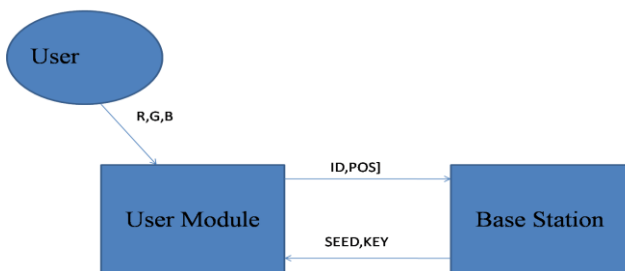 User
R,G,B
ID,POS]
User Module
Base Station
SEED,KEY